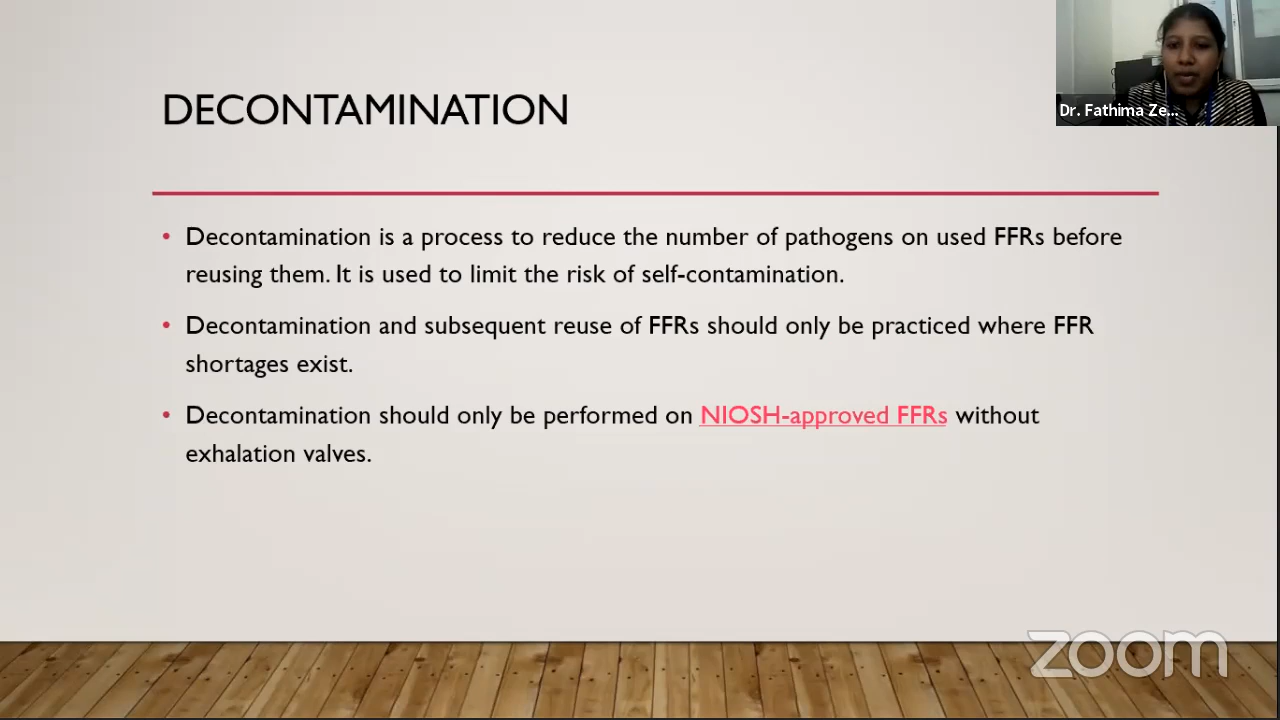 Dr. Fathima Ze...
DECONTAMINATION
• Decontamination is a process to reduce the number of pathogens on used FFRs before
reusing them. It is used to limit the risk of self-contamination.
• Decontamination and subsequent reuse of FFRs should only be practiced where FFR
shortages exist.
• Decontamination should only be performed on NIOSH-approved FFRs without
exhalation valves.
zoom